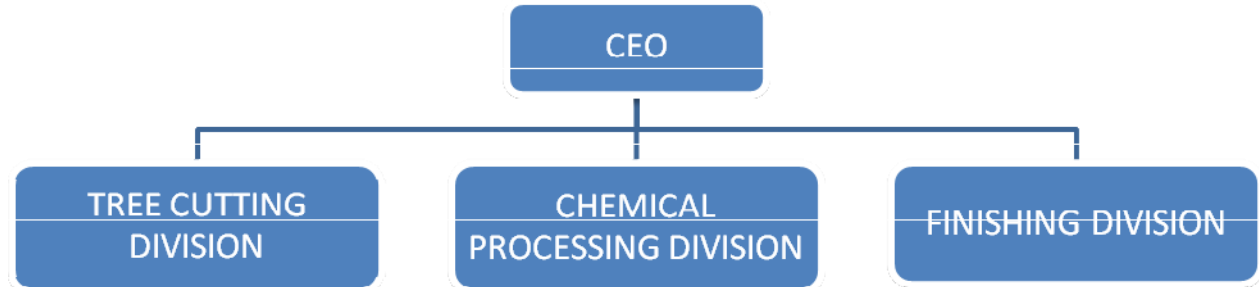 CEO
TREE CUTTING
DIVISION
CHEMICAL
PROCESSING DIVISION
FINISHING DIVISION